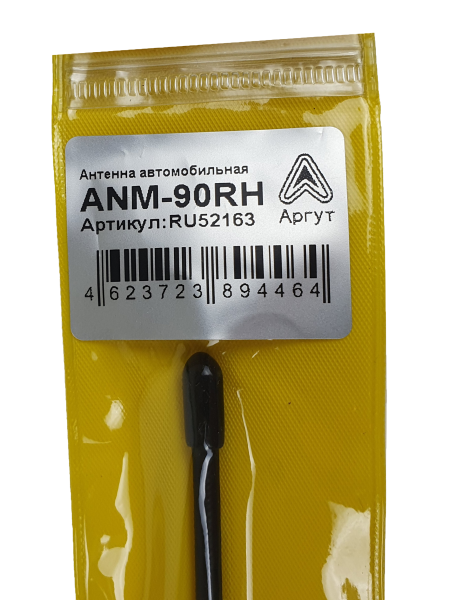 Антенна автомобильная
ANM-90RH
Артикул:RU52163
Аргут
4 623723 894464